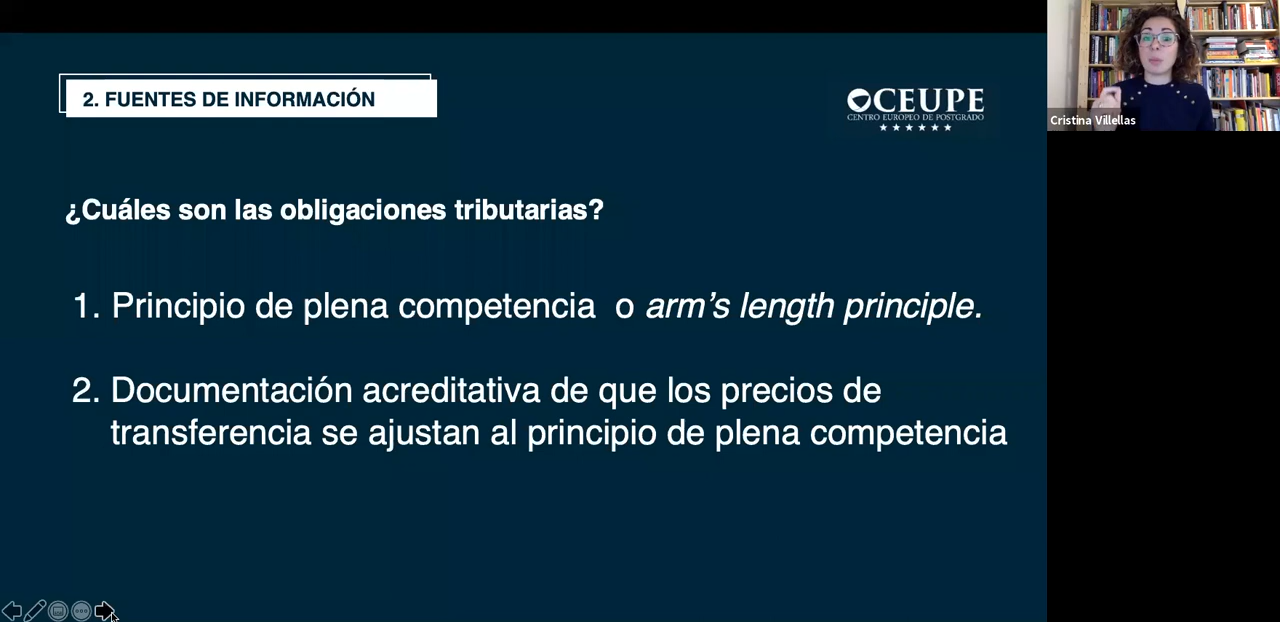 2. FUENTES DE INFORMACIÓN
CEUPE
CENTRO EUROPEO DE POSTGRADO
Cristina Villellas
¿Cuáles son las obligaciones tributarias?
1. Principio de plena competencia o arm's length principle.
2. Documentación acreditativa de que los precios de
transferencia se ajustan al principio de plena competencia